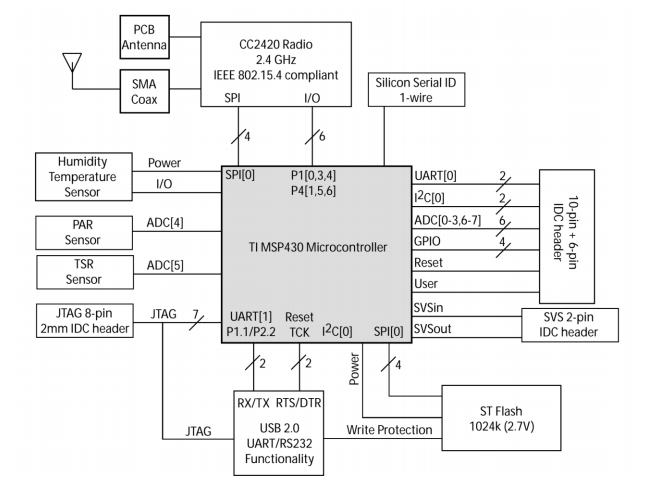 PCB
Antenna
SMA
Coax
CC2420 Radio
2.4 GHz
IEEE 802.15.4 compliant
SPI I/O
Silicon Serial ID
1-wire
4
6
Humidity
Temperature
Sensor
Power
I/O
PAR
Sensor
ADC[4]
TSR
Sensor
ADC[5]
JTAG 8-pin
2mm IDC header
JTAG 7
SPI[0] P1[0,3,4]
P4[1,5,6]
TI MSP430 Microcontroller
UART[1] Reset
P1.1/P2.2 TCK I²C[0] SPI[0]
UART[0] 2
I²C[0] 2
ADC[0-3,6-7] 6
GPIO 4
Reset
User
10-pin + 6-pin
IDC header
SVSin
SVSout
SVS 2-pin
IDC header
2
2
Power
4
RX/TX RTS/DTR
USB 2.0
UART/RS232
Functionality
JTAG
Write Protection
ST Flash
1024k (2.7V)